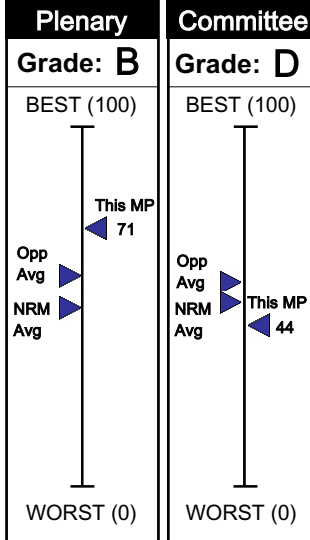 Plenary
Grade: B
BEST (100)
This MP
71
Opp
Avg
NRM
Avg
WORST (0)
Committee
Grade: D
BEST (100)
Opp
Avg
NRM
Avg
This MP
44
WORST (0)